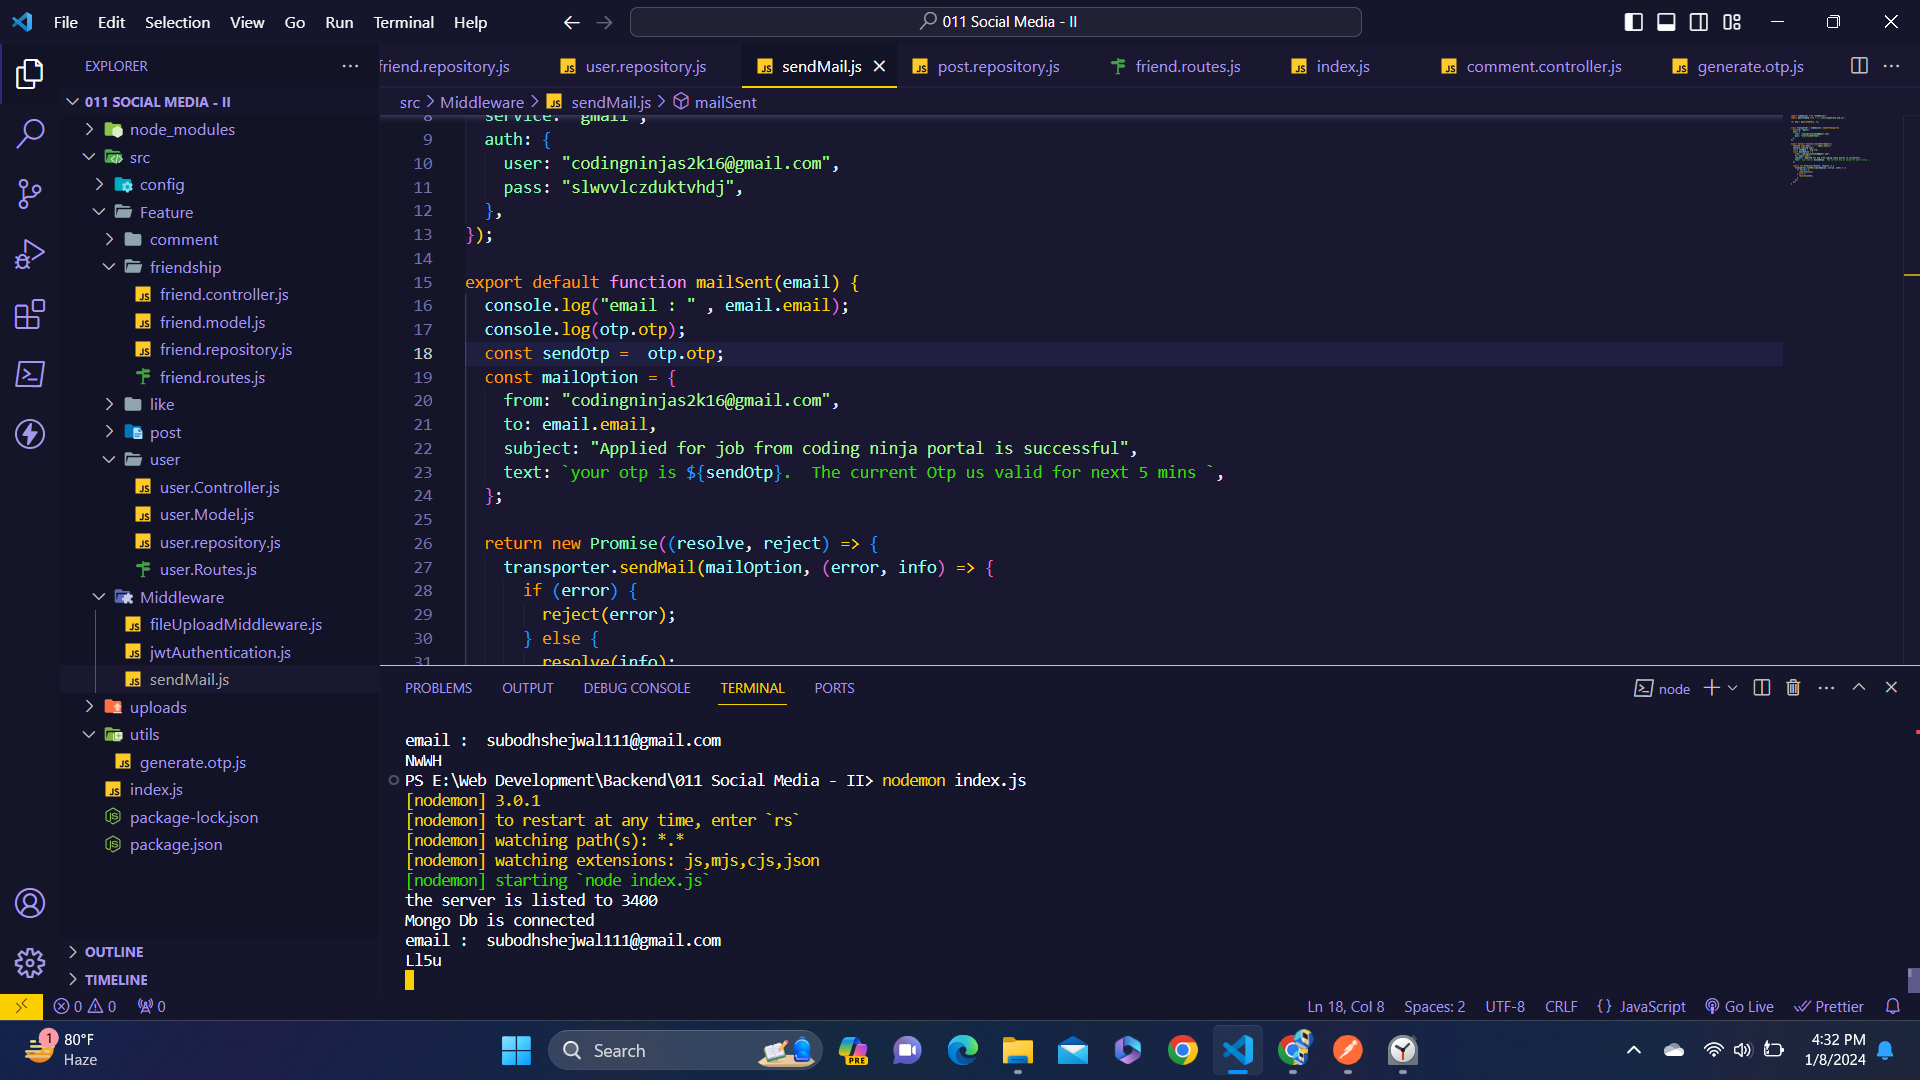 File Edit Selection View Go Run Terminal Help
011 Social Media - II
EXPLORER
011 SOCIAL MEDIA - II
node_modules
src
config
Feature
comment
friendship
friend.controller.js
friend.model.js
friend.repository.js
friend.routes.js
like
post
user
user.Controller.js
user.Model.js
user.repository.js
user.Routes.js
Middleware
fileUploadMiddleware.js
jwtAuthentication.js
sendMail.js
uploads
utils
generate.otp.js
index.js
package-lock.json
package.json
OUTLINE
TIMELINE
friend.repository.js user.repository.js sendMail.js post.repository.js friend.routes.js index.js comment.controller.js generate.otp.js
src > Middleware > sendMail.js > mailSent
8 service: "gmail",
9 auth: {
10 user: "codingninjas2k16@gmail.com",
11 pass: "slwvvlczduktvhdj",
12 },
13 });
14
15 export default function mailSent(email) {
16 console.log("email : " , email.email);
17 console.log(otp.otp);
18 const sendOtp =  otp.otp;
19 const mailOption = {
20 from: "codingninjas2k16@gmail.com",
21 to: email.email,
22 subject: "Applied for job from coding ninja portal is successful",
23 text: `your otp is ${sendOtp}.  The current Otp us valid for next 5 mins `,
24 };
25
26 return new Promise((resolve, reject) => {
27 transporter.sendMail(mailOption, (error, info) => {
28 if (error) {
29 reject(error);
30 } else {
31 resolve(info);
PROBLEMS OUTPUT DEBUG CONSOLE TERMINAL PORTS
node
email :  subodhshejwal111@gmail.com
NwWH
PS E:\Web Development\Backend\011 Social Media - II> nodemon index.js
[nodemon] 3.0.1
[nodemon] to restart at any time, enter `rs`
[nodemon] watching path(s): *.*
[nodemon] watching extensions: js,mjs,cjs,json
[nodemon] starting `node index.js`
the server is listed to 3400
Mongo Db is connected
email :  subodhshejwal111@gmail.com
Ll5u
0 0 0
Ln 18, Col 8 Spaces: 2 UTF-8 CRLF {} JavaScript Go Live Prettier
1
80°F
Haze
Search
PRE
4:32 PM
1/8/2024